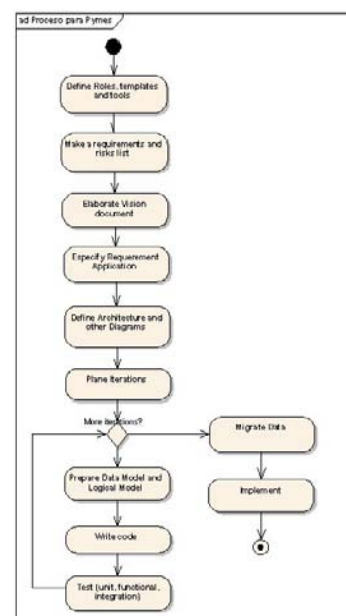 ad Proceso para Pymes
Define Roles, templates
and tools
Make a requirements and
risks list
Elaborate Vision
document
Especify Requerement
Application
Define Architecture and
other Diagrams
Plane Iterations
More iterations?
Migrate Data
Prepare Data Model and
Logical Model
Implement
Write code
Test (unit, functional,
integration)